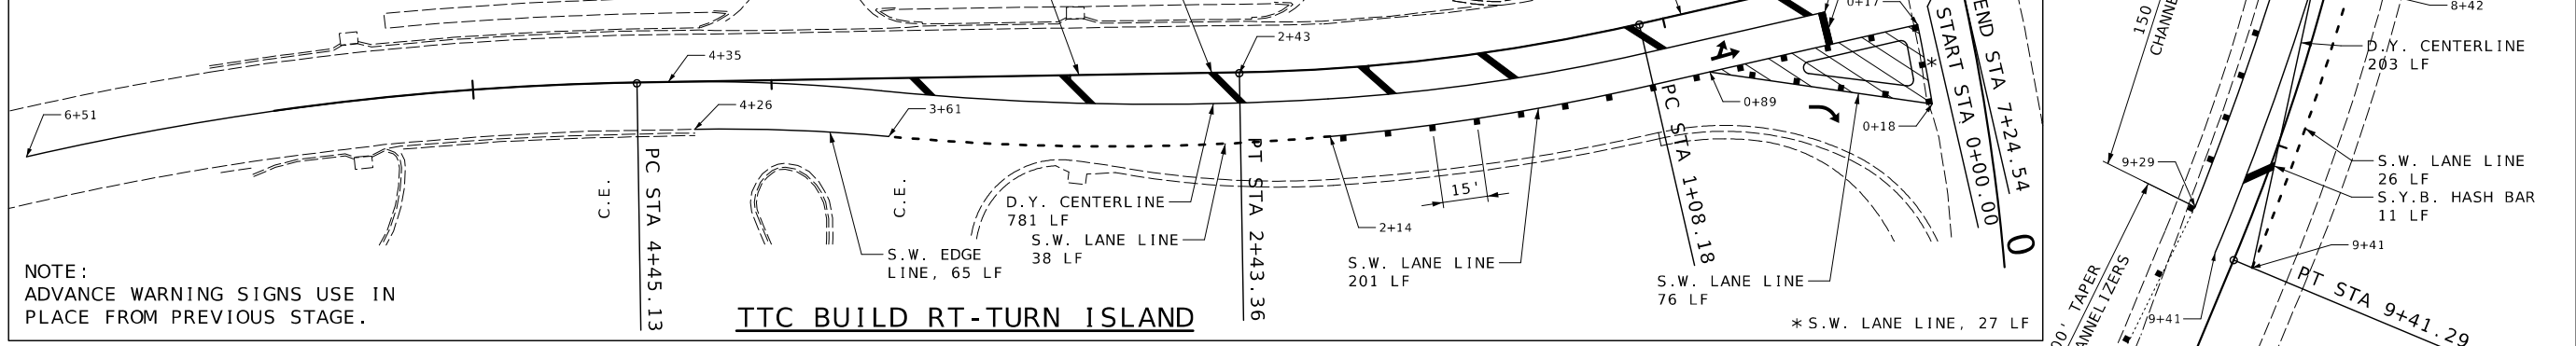 6+51
4+35
4+26
3+61
2+43
2+14
0+89
0+17
0+18
*
15'
C.E.
C.E.
PC STA 4+45.13
PT STA 2+43.36
PC STA 1+08.18
START STA 0+00.00
END STA 7+24.54
0
D.Y. CENTERLINE
781 LF
S.W. LANE LINE
38 LF
S.W. EDGE
LINE, 65 LF
S.W. LANE LINE
201 LF
S.W. LANE LINE
76 LF
NOTE:
ADVANCE WARNING SIGNS USE IN
PLACE FROM PREVIOUS STAGE.
TTC BUILD RT-TURN ISLAND
* S.W. LANE LINE, 27 LF
150
CHANNE
8+42
D.Y. CENTERLINE
203 LF
9+29
S.W. LANE LINE
26 LF
S.Y.B. HASH BAR
11 LF
9+41
9+41
PT STA 9+41.29
00' TAPER
ANNELIZERS